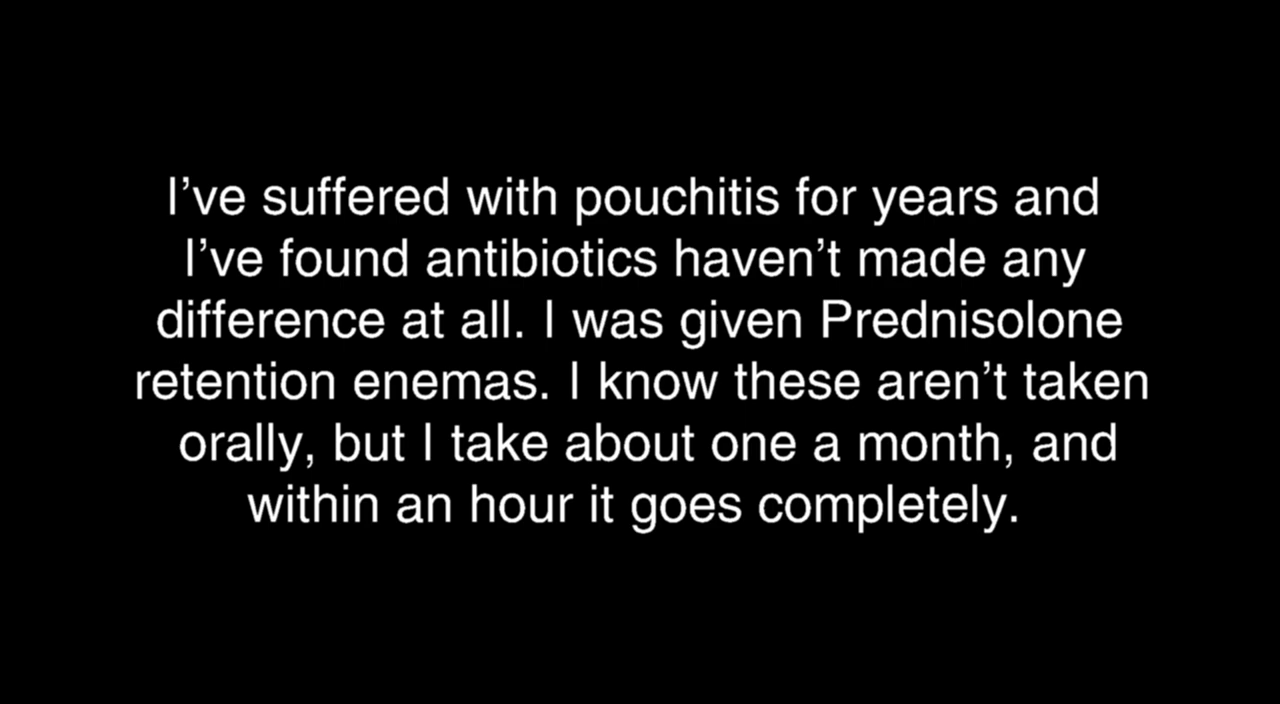 I’ve suffered with pouchitis for years and
I’ve found antibiotics haven’t made any
difference at all. I was given Prednisolone
retention enemas. I know these aren’t taken
orally, but I take about one a month, and
within an hour it goes completely.